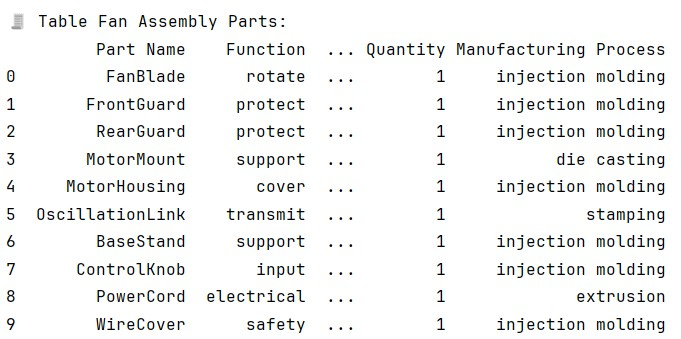 Table Fan Assembly Parts:
Part Name Function ... Quantity Manufacturing Process
0 FanBlade rotate ... 1 injection molding
1 FrontGuard protect ... 1 injection molding
2 RearGuard protect ... 1 injection molding
3 MotorMount support ... 1 die casting
4 MotorHousing cover ... 1 injection molding
5 OscillationLink transmit ... 1 stamping
6 BaseStand support ... 1 injection molding
7 ControlKnob input ... 1 injection molding
8 PowerCord electrical ... 1 extrusion
9 WireCover safety ... 1 injection molding